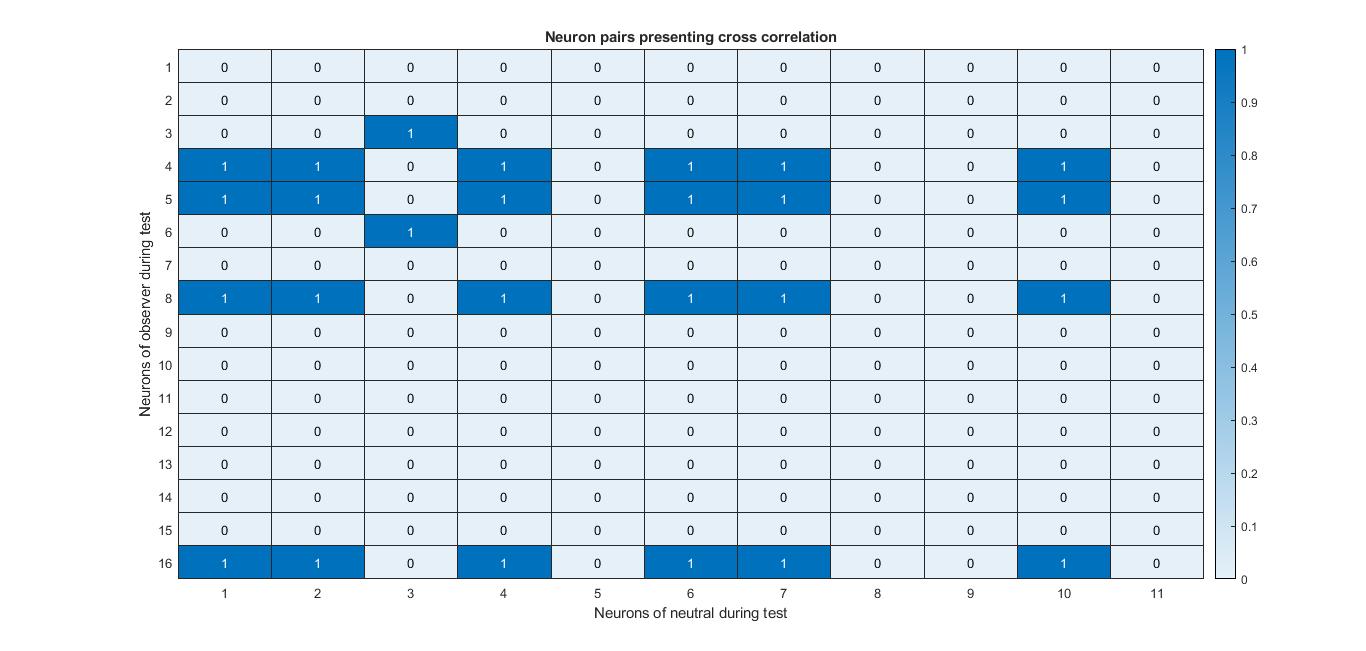 Neuron pairs presenting cross correlation
Neurons of observer during test
1 0 0 0 0 0 0 0 0 0 0 0
2 0 0 0 0 0 0 0 0 0 0 0
3 0 0 1 0 0 0 0 0 0 0 0
4 1 1 0 1 0 1 1 0 0 1 0
5 1 1 0 1 0 1 1 0 0 1 0
6 0 0 1 0 0 0 0 0 0 0 0
7 0 0 0 0 0 0 0 0 0 0 0
8 1 1 0 1 0 1 1 0 0 1 0
9 0 0 0 0 0 0 0 0 0 0 0
10 0 0 0 0 0 0 0 0 0 0 0
11 0 0 0 0 0 0 0 0 0 0 0
12 0 0 0 0 0 0 0 0 0 0 0
13 0 0 0 0 0 0 0 0 0 0 0
14 0 0 0 0 0 0 0 0 0 0 0
15 0 0 0 0 0 0 0 0 0 0 0
16 1 1 0 1 0 1 1 0 0 1 0
1 2 3 4 5 6 7 8 9 10 11
Neurons of neutral during test
1
0.9
0.8
0.7
0.6
0.5
0.4
0.3
0.2
0.1
0